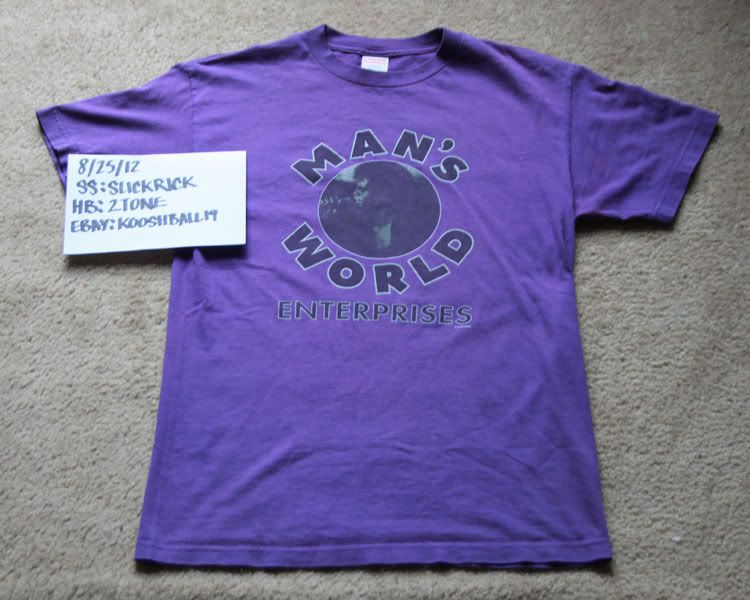 8/25/12
SS: SLICKRICK
HB: 2TONE
EBAY: KOOSHBALL19
MAN'S
WORLD
ENTERPRISES